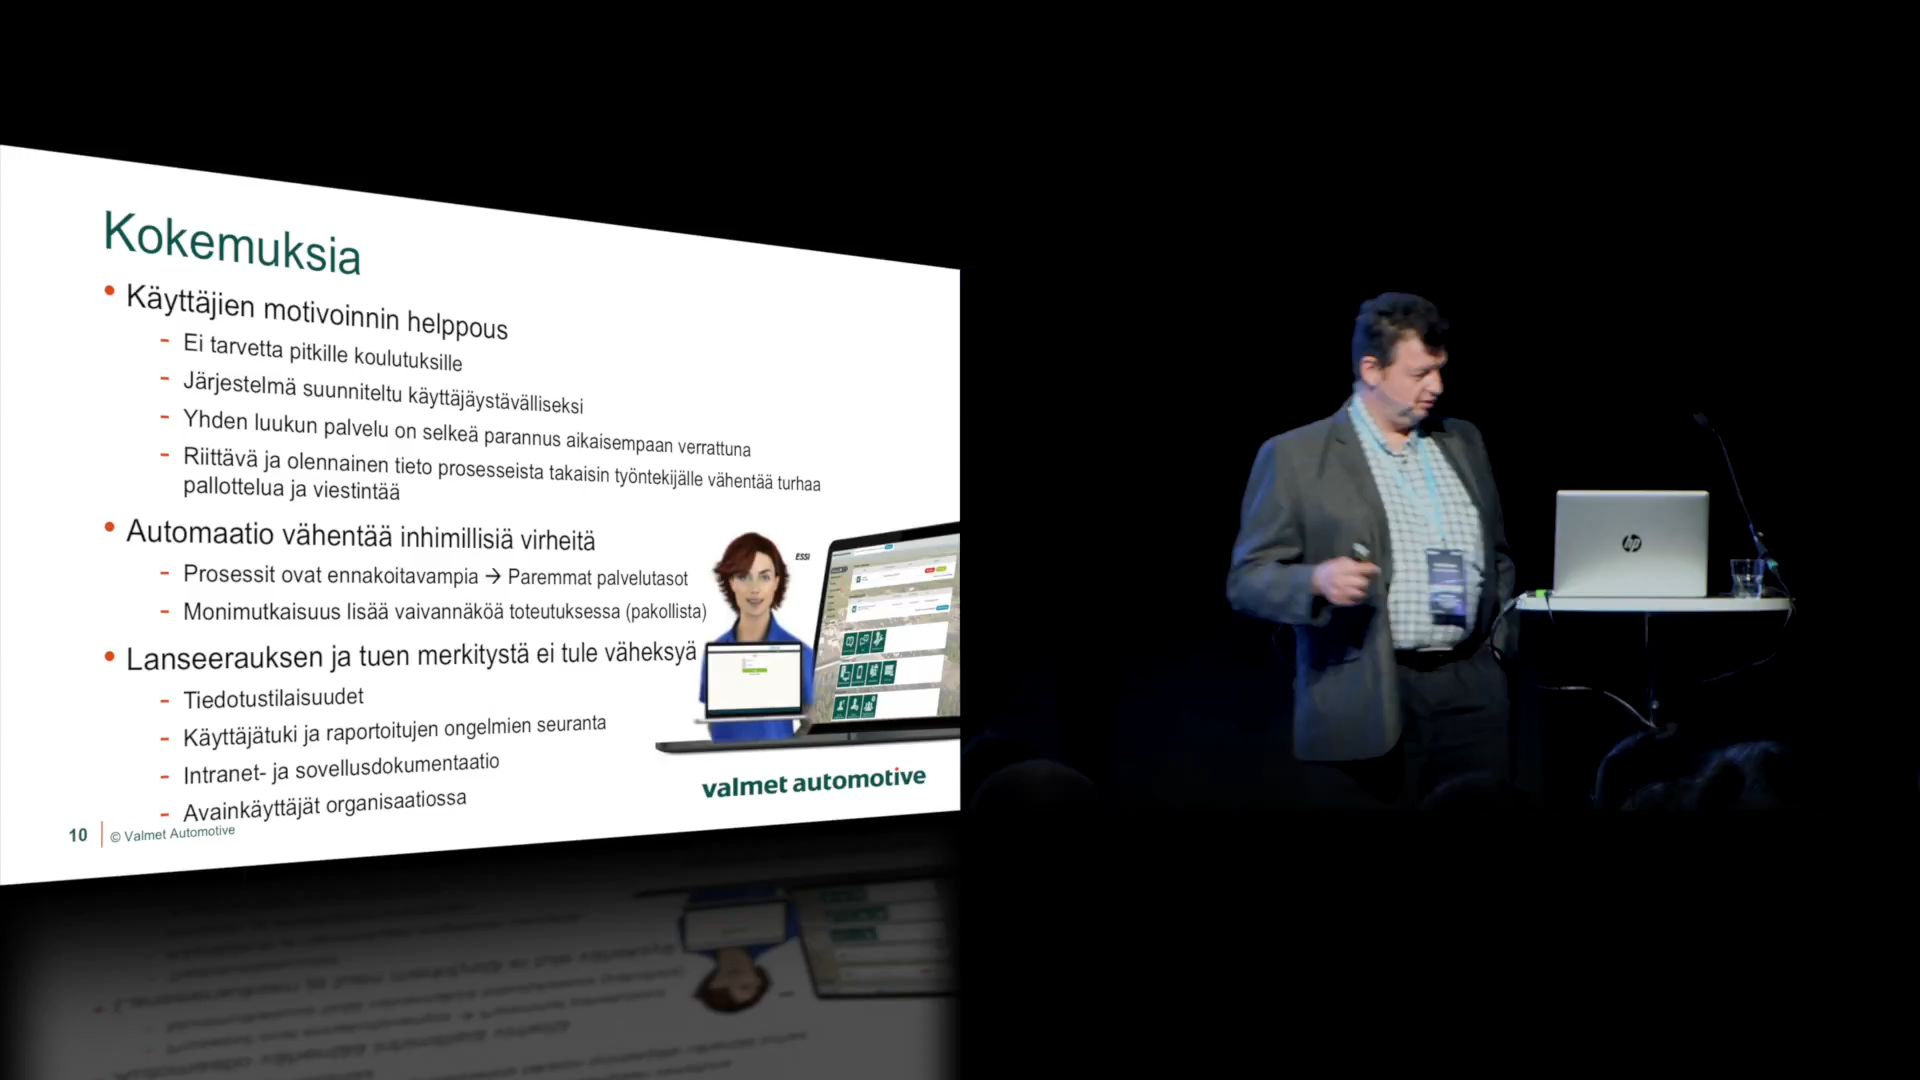 Kokemuksia
• Käyttäjien motivoinnin helppous
- Ei tarvetta pitkille koulutuksille
- Järjestelmä suunniteltu käyttäjäystävälliseksi
- Yhden luukun palvelu on selkeä parannus aikaisempaan verrattuna
- Riittävä ja olennainen tieto prosesseista takaisin työntekijälle vähentää turhaa
pallottelua ja viestintää
• Automaatio vähentää inhimillisiä virheitä
- Prosessit ovat ennakoitavampia → Paremmat palvelutasot
- Monimutkaisuus lisää vaivannäköä toteutuksessa (pakollista)
• Lanseerauksen ja tuen merkitystä ei tule väheksyä
- Tiedotustilaisuudet
- Käyttäjätuki ja raportoitujen ongelmien seuranta
- Intranet- ja sovellusdokumentaatio
- Avainkäyttäjät organisaatiossa
ESSI
valmet automotive
10
© Valmet Automotive
hp